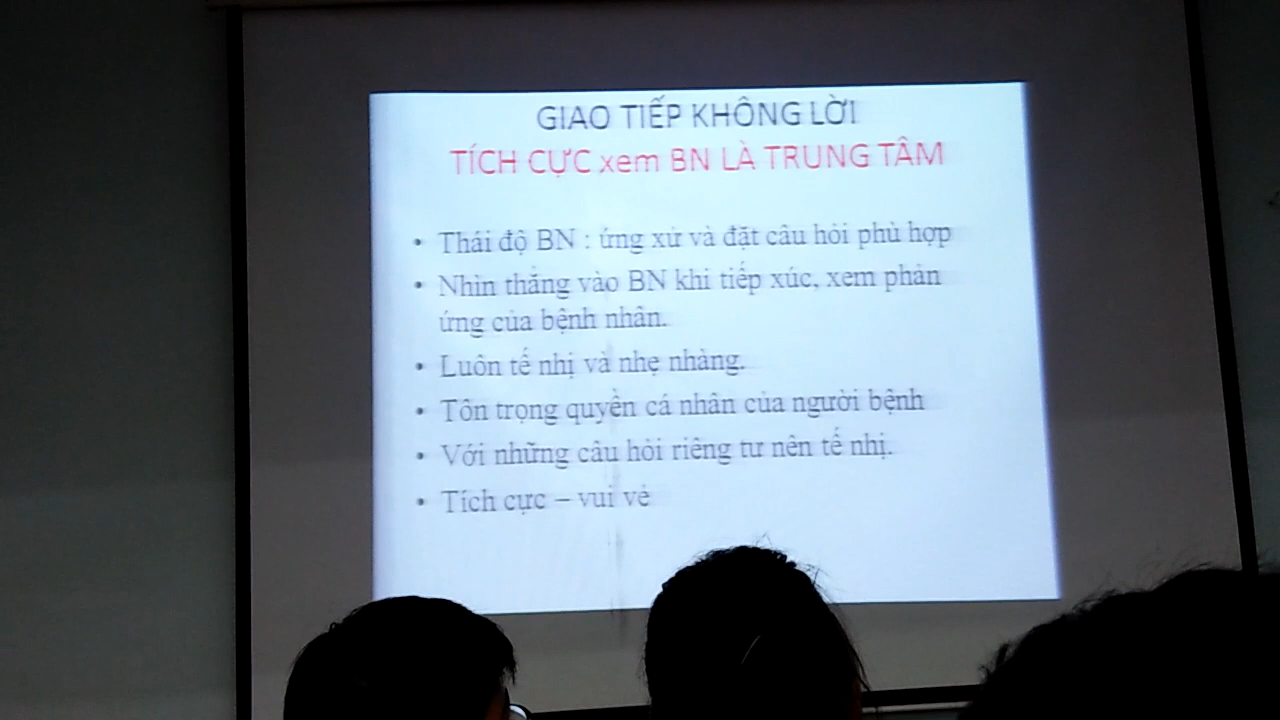 GIAO TIẾP KHÔNG LỜI
TÍCH CỰC xem BN LÀ TRUNG TÂM
• Thái độ BN : ứng xử và đặt câu hỏi phù hợp
• Nhìn thẳng vào BN khi tiếp xúc, xem phản
ứng của bệnh nhân.
• Luôn tế nhị và nhẹ nhàng.
• Tôn trọng quyền cá nhân của người bệnh
• Với những câu hỏi riêng tư nên tế nhị.
• Tích cực – vui vẻ